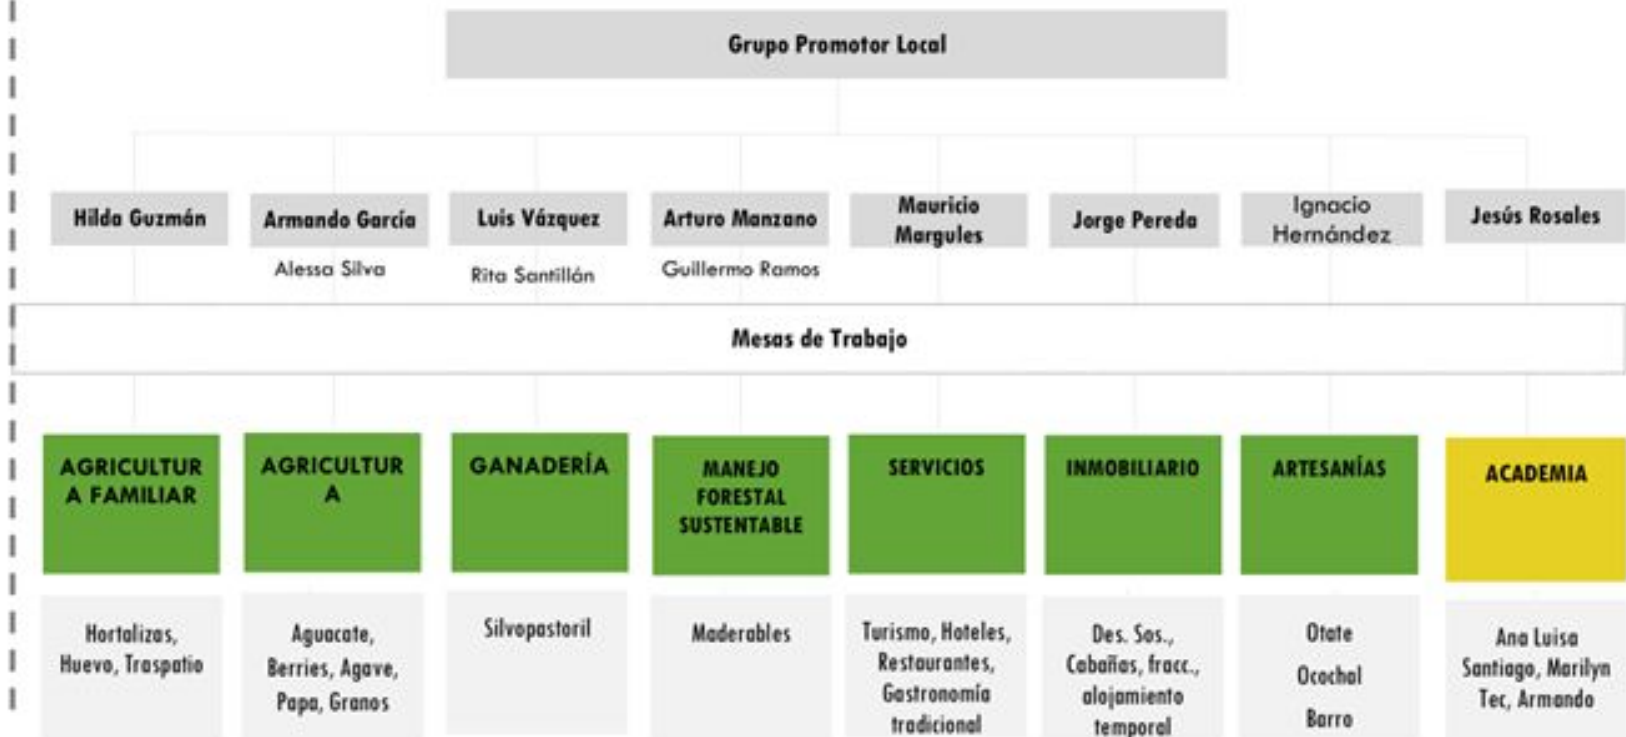 Grupo Promotor Local
Hilda Guzmán
Armando García
Alessa Silva
Luis Vázquez
Rita Santillán
Arturo Manzano
Guillermo Ramos
Mauricio
Margules
Jorge Pereda
Ignacio
Hernández
Jesús Rosales
Mesas de Trabajo
AGRICULTUR
A FAMILIAR
AGRICULTUR
A
GANADERÍA
MANEJO
FORESTAL
SUSTENTABLE
SERVICIOS
INMOBILIARIO
ARTESANÍAS
ACADEMIA
Hortalizas,
Huevo, Traspatio
Aguacate,
Berries, Agave,
Papa, Granos
Silvopastoril
Maderables
Turismo, Hoteles,
Restaurantes,
Gastronomía
tradicional
Des. Sos.,
Cabañas, fracc.,
alojamiento
temporal
Otate
Ocochal
Barro
Ana Luisa
Santiago, Marilyn
Tec, Armando